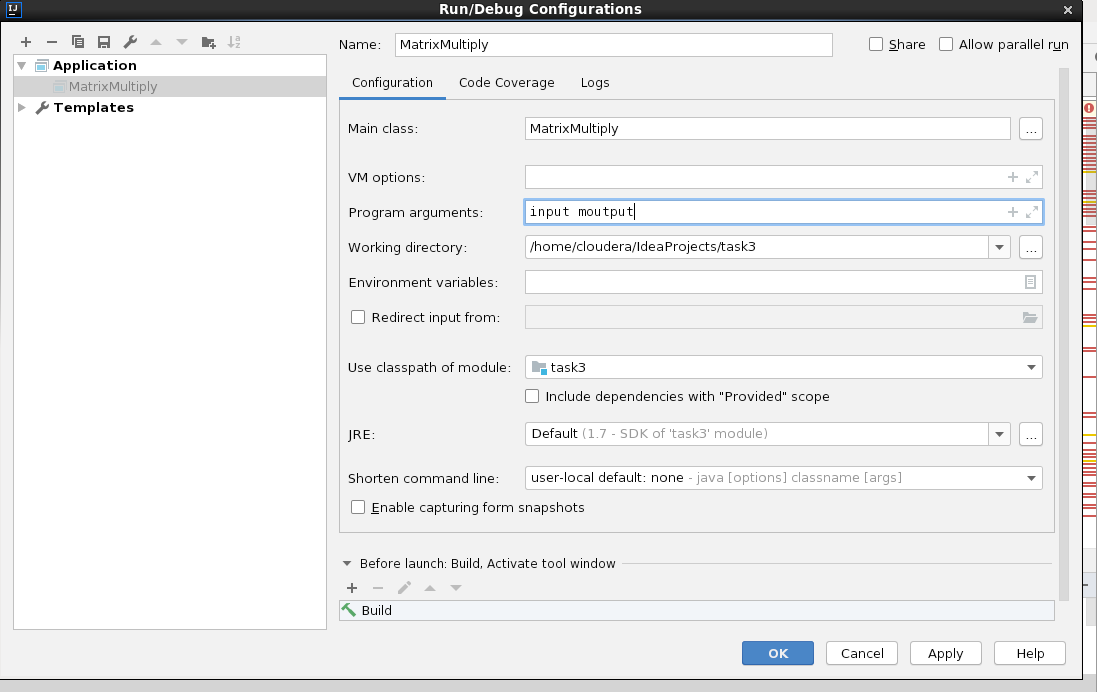 IJ
Run/Debug Configurations
Name: MatrixMultiply Share Allow parallel run
Application
MatrixMultiply
Templates
Configuration Code Coverage Logs
Main class: MatrixMultiply ...
VM options:
Program arguments: input moutput
Working directory: /home/cloudera/IdeaProjects/task3 ...
Environment variables:
Redirect input from:
Use classpath of module: task3
Include dependencies with "Provided" scope
JRE: Default (1.7 - SDK of 'task3' module) ...
Shorten command line: user-local default: none - java [options] classname [args]
Enable capturing form snapshots
Before launch: Build, Activate tool window
Build
OK Cancel Apply Help